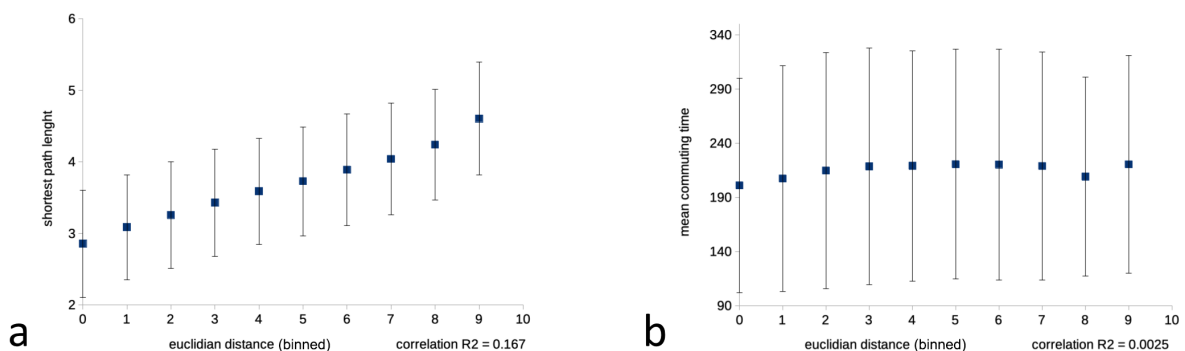 6
5
4
3
2
shortest path lenght
0 1 2 3 4 5 6 7 8 9 10
euclidian distance (binned) correlation R2 = 0.167
a
340
290
240
190
140
90
mean commuting time
0 1 2 3 4 5 6 7 8 9 10
euclidian distance (binned) correlation R2 = 0.0025
b